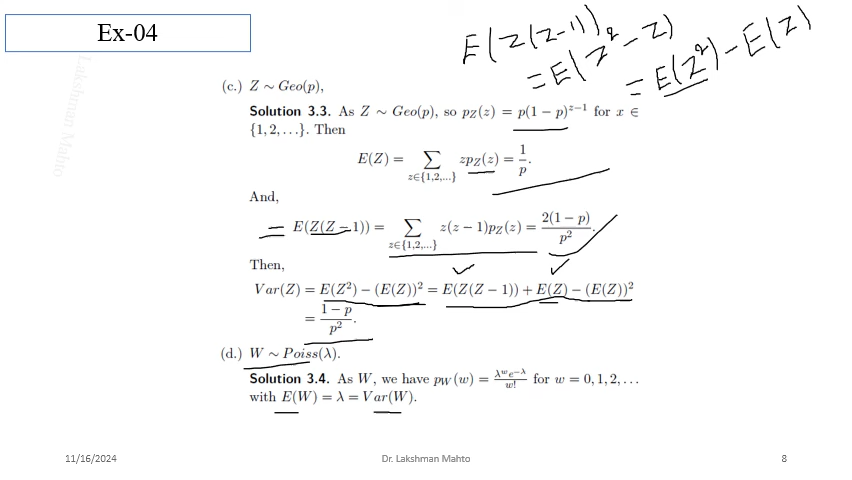 Ex-04
E(Z(Z-1))
= E(Z² - Z)
= E(Z²) - E(Z)
Lakshman Mahto
(c.) Z ∼ Geo(p),
Solution 3.3. As Z ∼ Geo(p), so p_Z(z) = p(1 − p)^{z−1} for x ∈
{1, 2, …}. Then
E(Z) = ∑_{z∈{1,2,…}} zp_Z(z) = 1/p.
And,
E(Z(Z − 1)) = ∑_{z∈{1,2,…}} z(z − 1)p_Z(z) = 2(1 − p)/p².
Then,
Var(Z) = E(Z²) − (E(Z))² = E(Z(Z − 1)) + E(Z) − (E(Z))²
= (1 − p)/p².
(d.) W ∼ Poiss(λ).
Solution 3.4. As W, we have p_W(w) = λ^w e^{−λ}/w! for w = 0, 1, 2, …
with E(W) = λ = Var(W).
11/16/2024
Dr. Lakshman Mahto
8